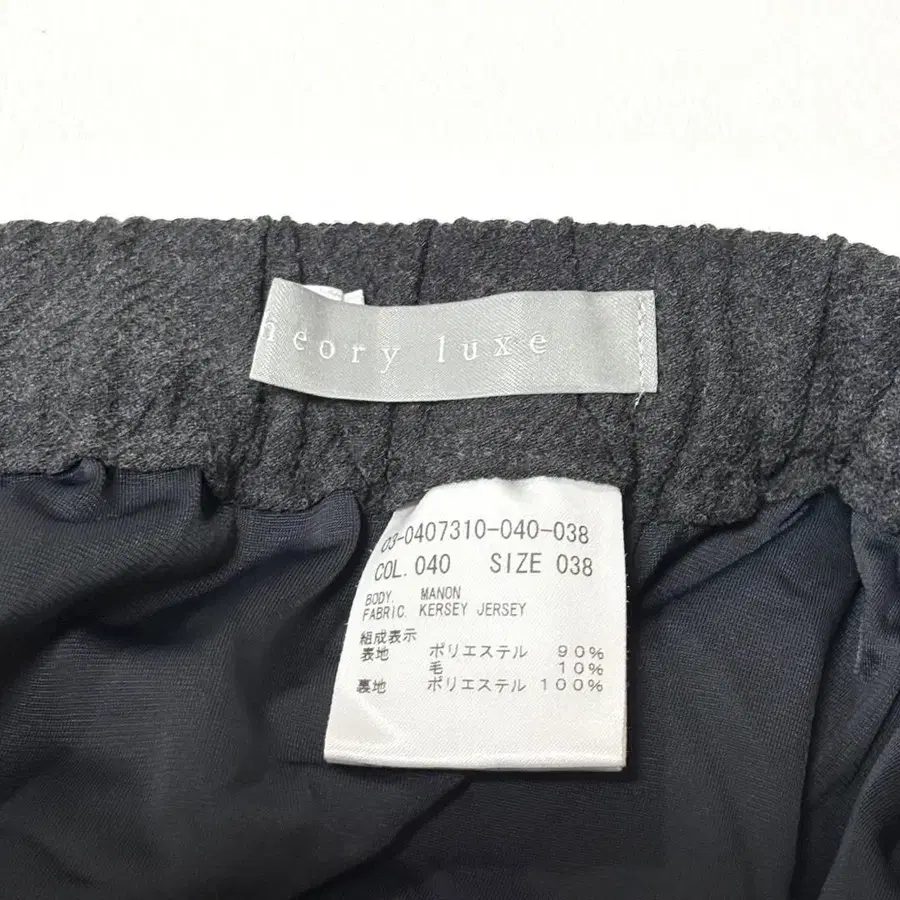 heory luxe
03-0407310-040-038
COL. 040 SIZE 038
BODY. MANON
FABRIC. KERSEY JERSEY
組成表示
表地 ポリエステル 90%
毛 10%
裏地 ポリエステル 100%